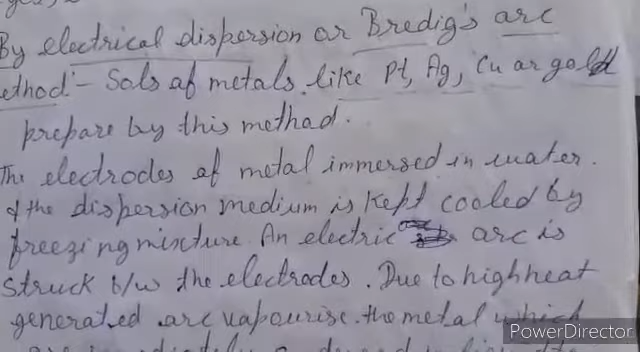 By electrical dispersion or Bredig's arc
ethod:- Sols of metals like Pt, Ag, Cu or gold
prepare by this method.
The electrodes of metal immersed in water.
& the dispersion medium is kept cooled by
freezing mixture. An electric arc is
struck b/w the electrodes. Due to high heat
generated arc vapourise the metal which
PowerDirector